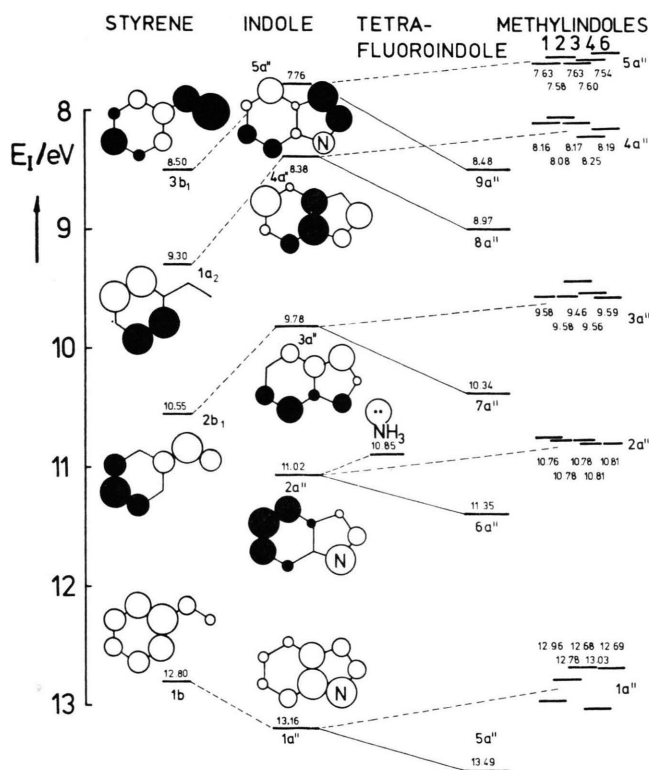 STYRENE INDOLE TETRA- METHYLINDOLES
FLUOROINDOLE 1 2 3 4 6
5a" 7.76 5a"
7.63 7.63 7.54
7.58 7.60
8
E_I/eV
8.50
3b₁
N
4a" 8.38
8.48
9a"
4a"
8.16 8.17 8.19
8.08 8.25
9
8.97
8a"
9.30
1a₂
9.78
3a"
3a"
9.58 9.46 9.59
9.58 9.56
10
10.34
7a"
10.55
2b₁
NH₃
10.85
2a"
10.76 10.78 10.81
10.78 10.81
11
11.02
2a"
11.35
6a"
N
12
12.96 12.68 12.69
12.78 13.03
1a"
12.80
1b
N
13
13.16
1a"
5a"
13.49